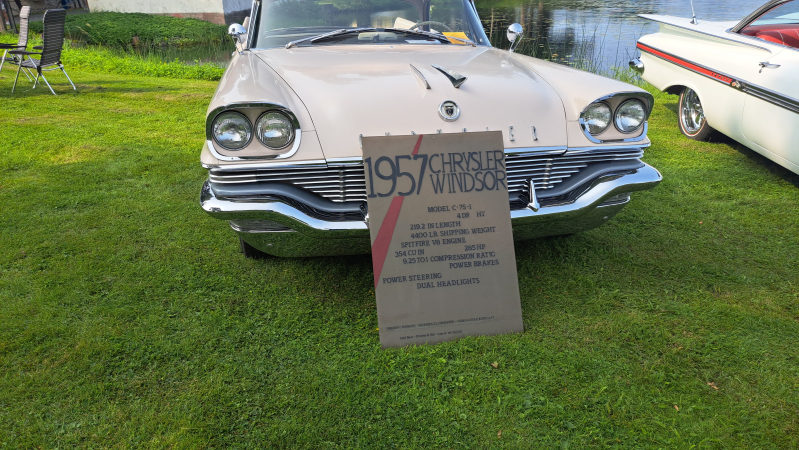 1957 CHRYSLER
WINDSOR
MODEL C-75-1
4 DR HT
219.2 IN LENGTH
4400 LB. SHIPPING WEIGHT
SPITFIRE V8 ENGINE
354 CU IN 285 HP
9.25 TO 1 COMPRESSION RATIO
POWER BRAKES
POWER STEERING
DUAL HEADLIGHTS